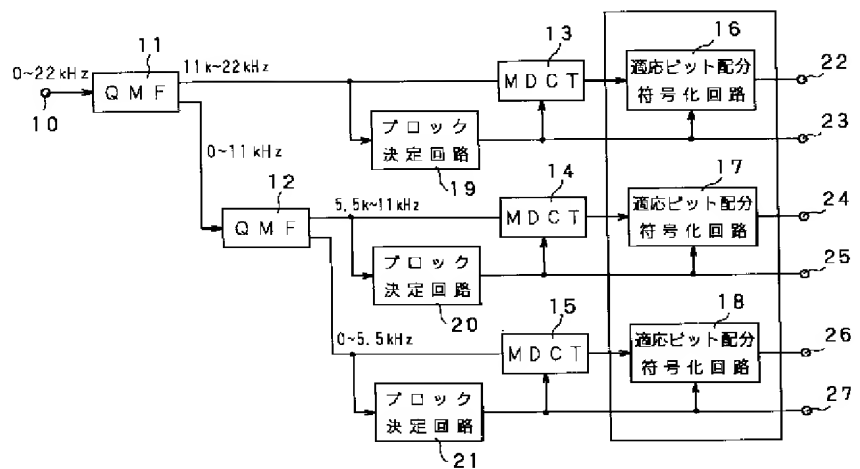 11
0~22kHz
QMF
10
11k~22kHz
13
MDCT
16
適応ビット配分
符号化回路
22
23
ブロック
決定回路
19
0~11kHz
12
QMF
5.5k~11kHz
14
MDCT
17
適応ビット配分
符号化回路
24
25
ブロック
決定回路
20
0~5.5kHz
15
MDCT
18
適応ビット配分
符号化回路
26
27
ブロック
決定回路
21